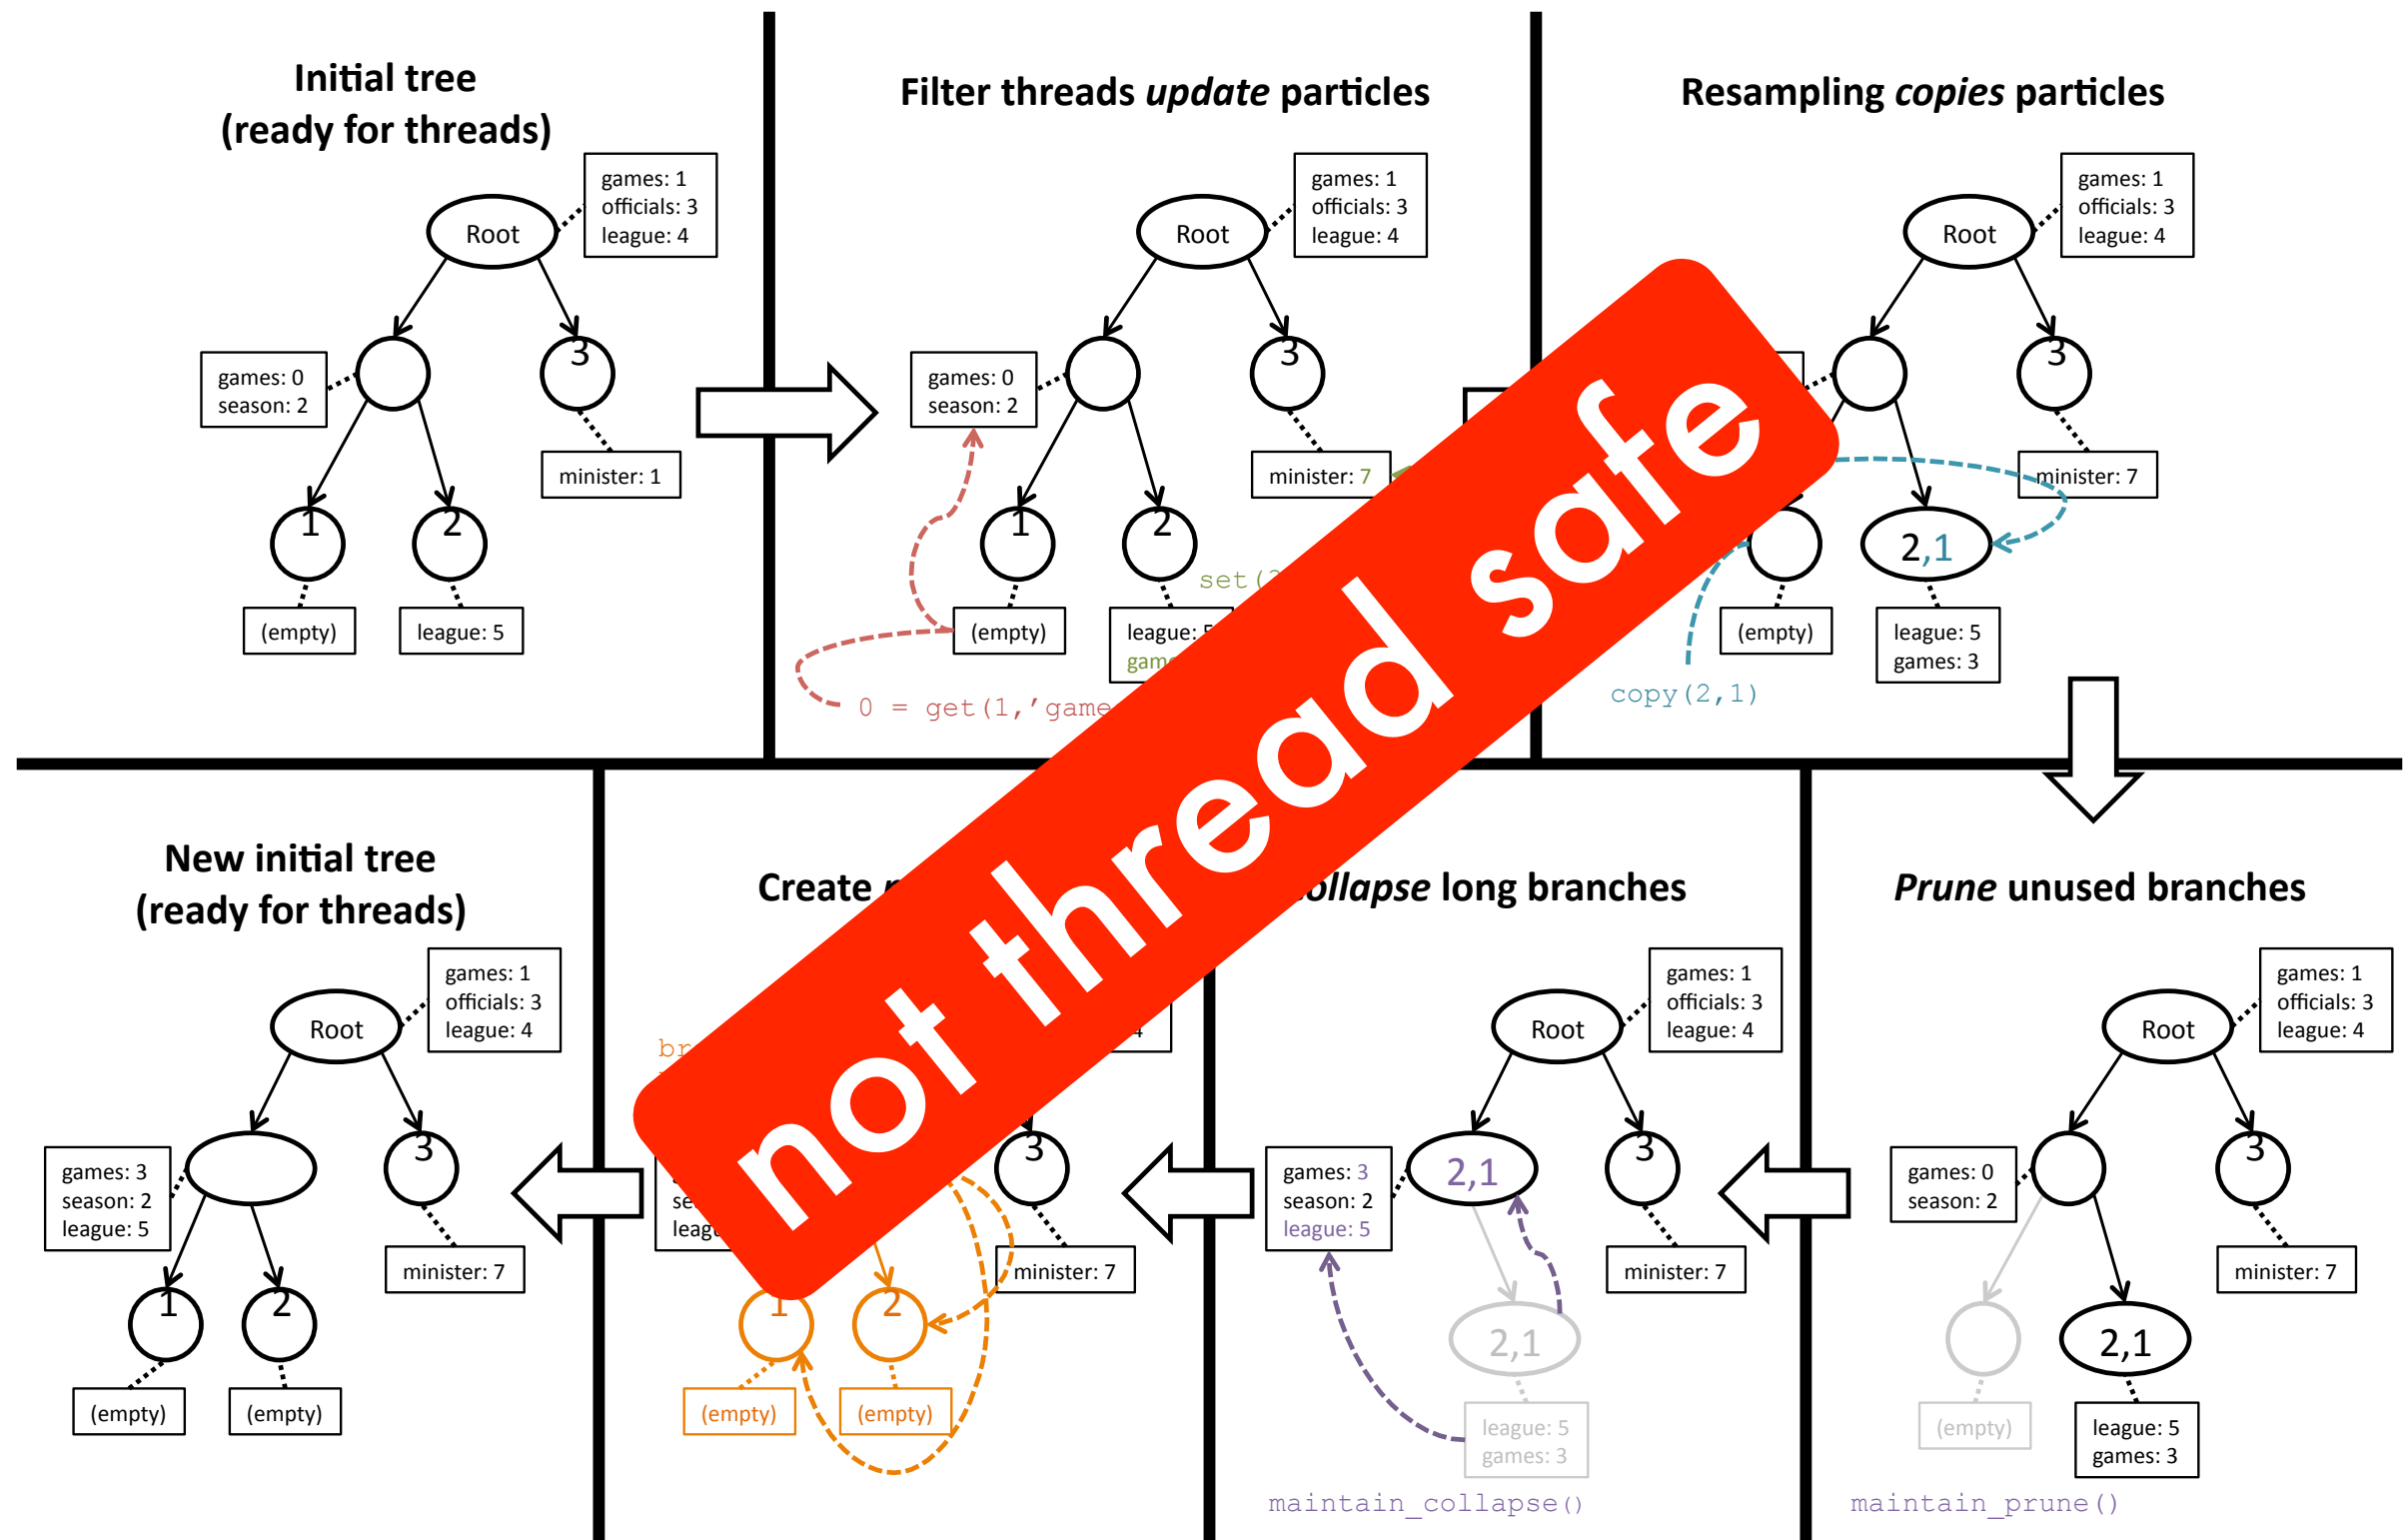 Initial tree
(ready for threads)
games: 1
officials: 3
league: 4
Root
3
games: 0
season: 2
minister: 1
1
2
(empty)
league: 5
Filter threads update particles
games: 1
officials: 3
league: 4
Root
3
games: 0
season: 2
minister: 7
1
2
(empty)
league: 5
0 = get(1,'game
Resampling copies particles
games: 1
officials: 3
league: 4
Root
3
minister: 7
2,1
(empty)
league: 5
games: 3
copy(2,1)
not thread safe
New initial tree
(ready for threads)
games: 1
officials: 3
league: 4
Root
3
games: 3
season: 2
league: 5
minister: 7
1
2
(empty)
(empty)
Create
3
minister: 7
1
2
(empty)
(empty)
long branches
games: 1
officials: 3
league: 4
Root
2,1
3
games: 3
season: 2
league: 5
minister: 7
2,1
league: 5
games: 3
maintain_collapse()
Prune unused branches
games: 1
officials: 3
league: 4
Root
3
games: 0
season: 2
minister: 7
2,1
(empty)
league: 5
games: 3
maintain_prune()